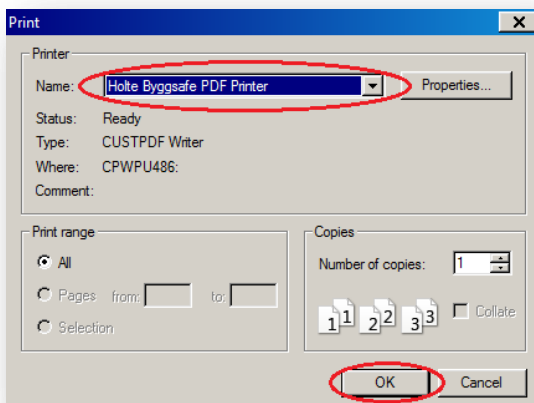 Print
Printer
Name: Holte Byggsafe PDF Printer Properties...
Status: Ready
Type: CUSTPDF Writer
Where: CPWPU486:
Comment:
Print range
All
Pages from: to:
Selection
Copies
Number of copies: 1
1 1 2 2 3 3 Collate
OK Cancel